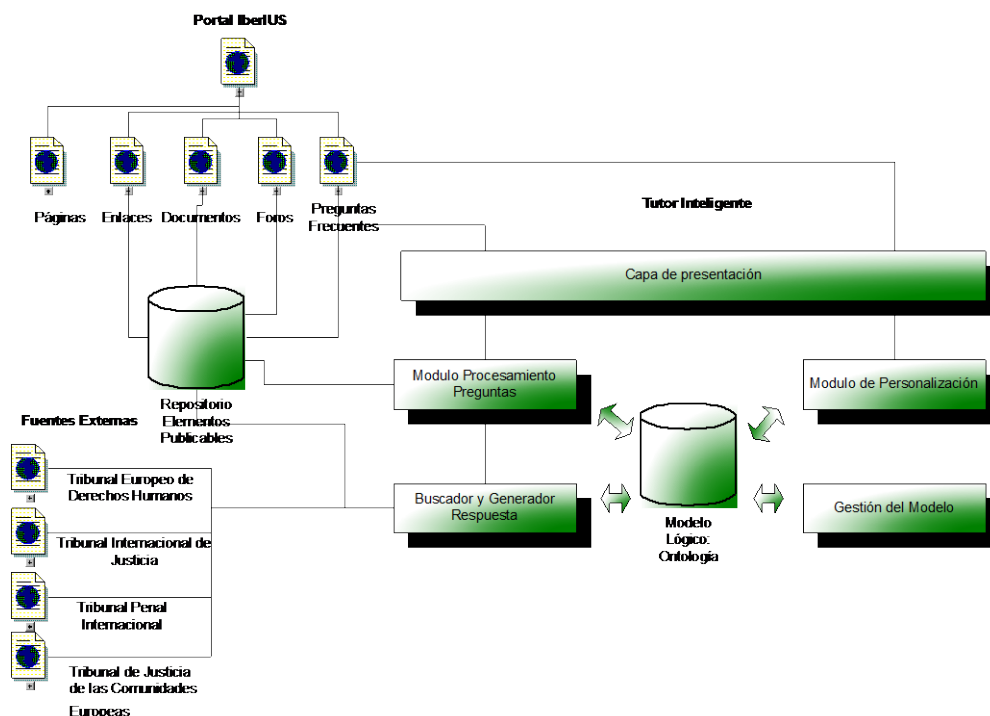 Portal IberIUS
Páginas
Enlaces
Documentos
Foros
Preguntas
Frecuentes
Tutor Inteligente
Capa de presentación
Modulo Procesamiento
Preguntas
Modulo de Personalización
Repositorio
Elementos
Publicables
Fuentes Externas
Tribunal Europeo de
Derechos Humanos
Buscador y Generador
Respuesta
Gestión del Modelo
Modelo
Lógico:
Ontología
Tribunal Internacional de
Justicia
Tribunal Penal
Internacional
Tribunal de Justicia
de las Comunidades
Europeas